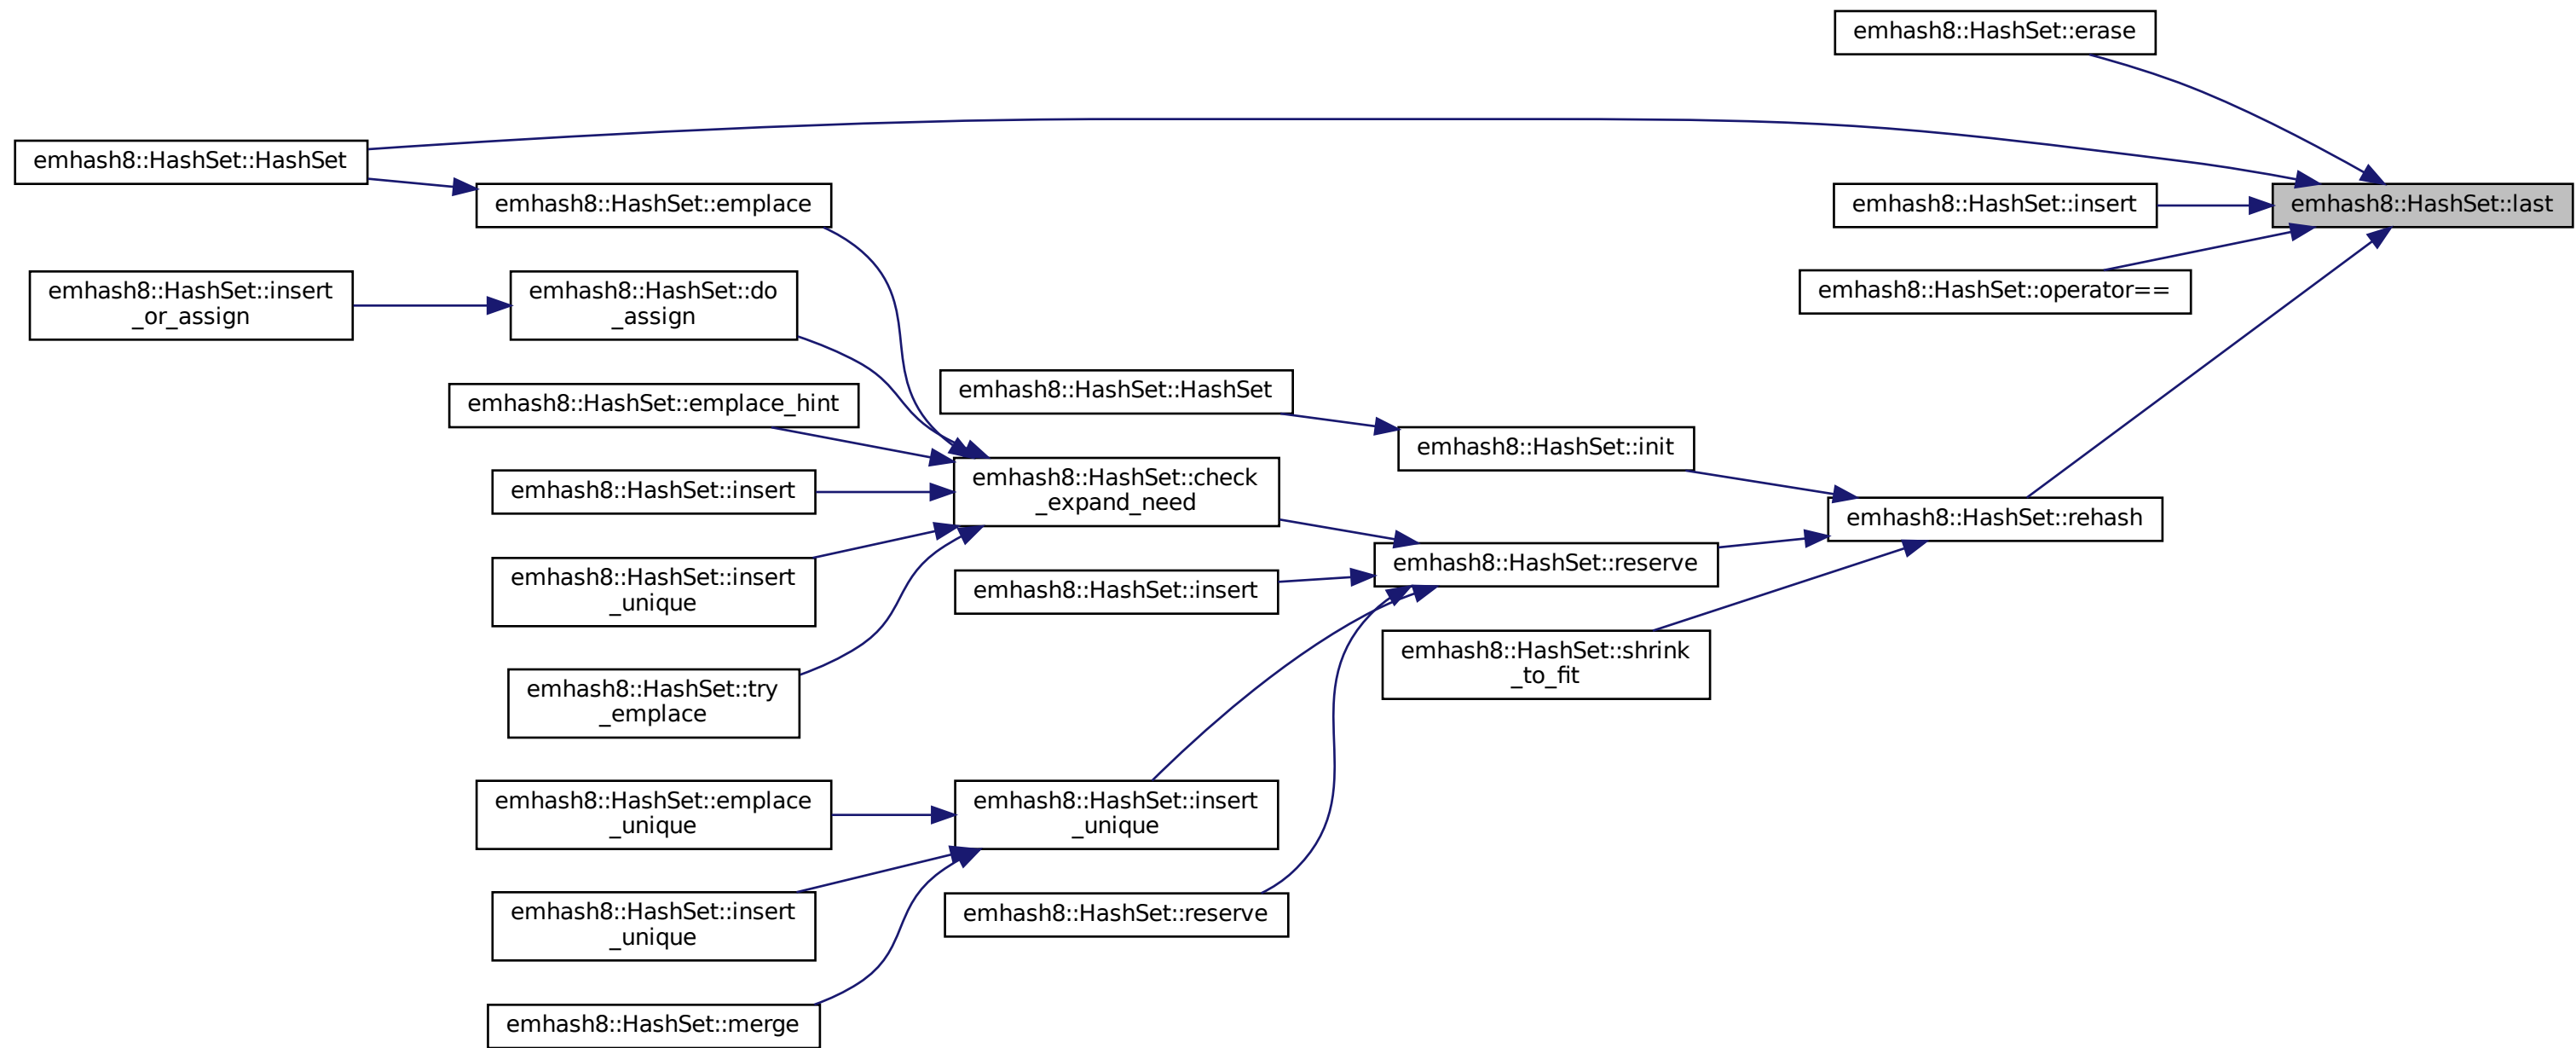 emhash8::HashSet::erase
emhash8::HashSet::HashSet
emhash8::HashSet::emplace
emhash8::HashSet::insert
emhash8::HashSet::last
emhash8::HashSet::insert
_or_assign
emhash8::HashSet::do
_assign
emhash8::HashSet::operator==
emhash8::HashSet::emplace_hint
emhash8::HashSet::HashSet
emhash8::HashSet::init
emhash8::HashSet::insert
emhash8::HashSet::check
_expand_need
emhash8::HashSet::rehash
emhash8::HashSet::insert
_unique
emhash8::HashSet::insert
emhash8::HashSet::reserve
emhash8::HashSet::shrink
_to_fit
emhash8::HashSet::try
_emplace
emhash8::HashSet::emplace
_unique
emhash8::HashSet::insert
_unique
emhash8::HashSet::insert
_unique
emhash8::HashSet::reserve
emhash8::HashSet::merge